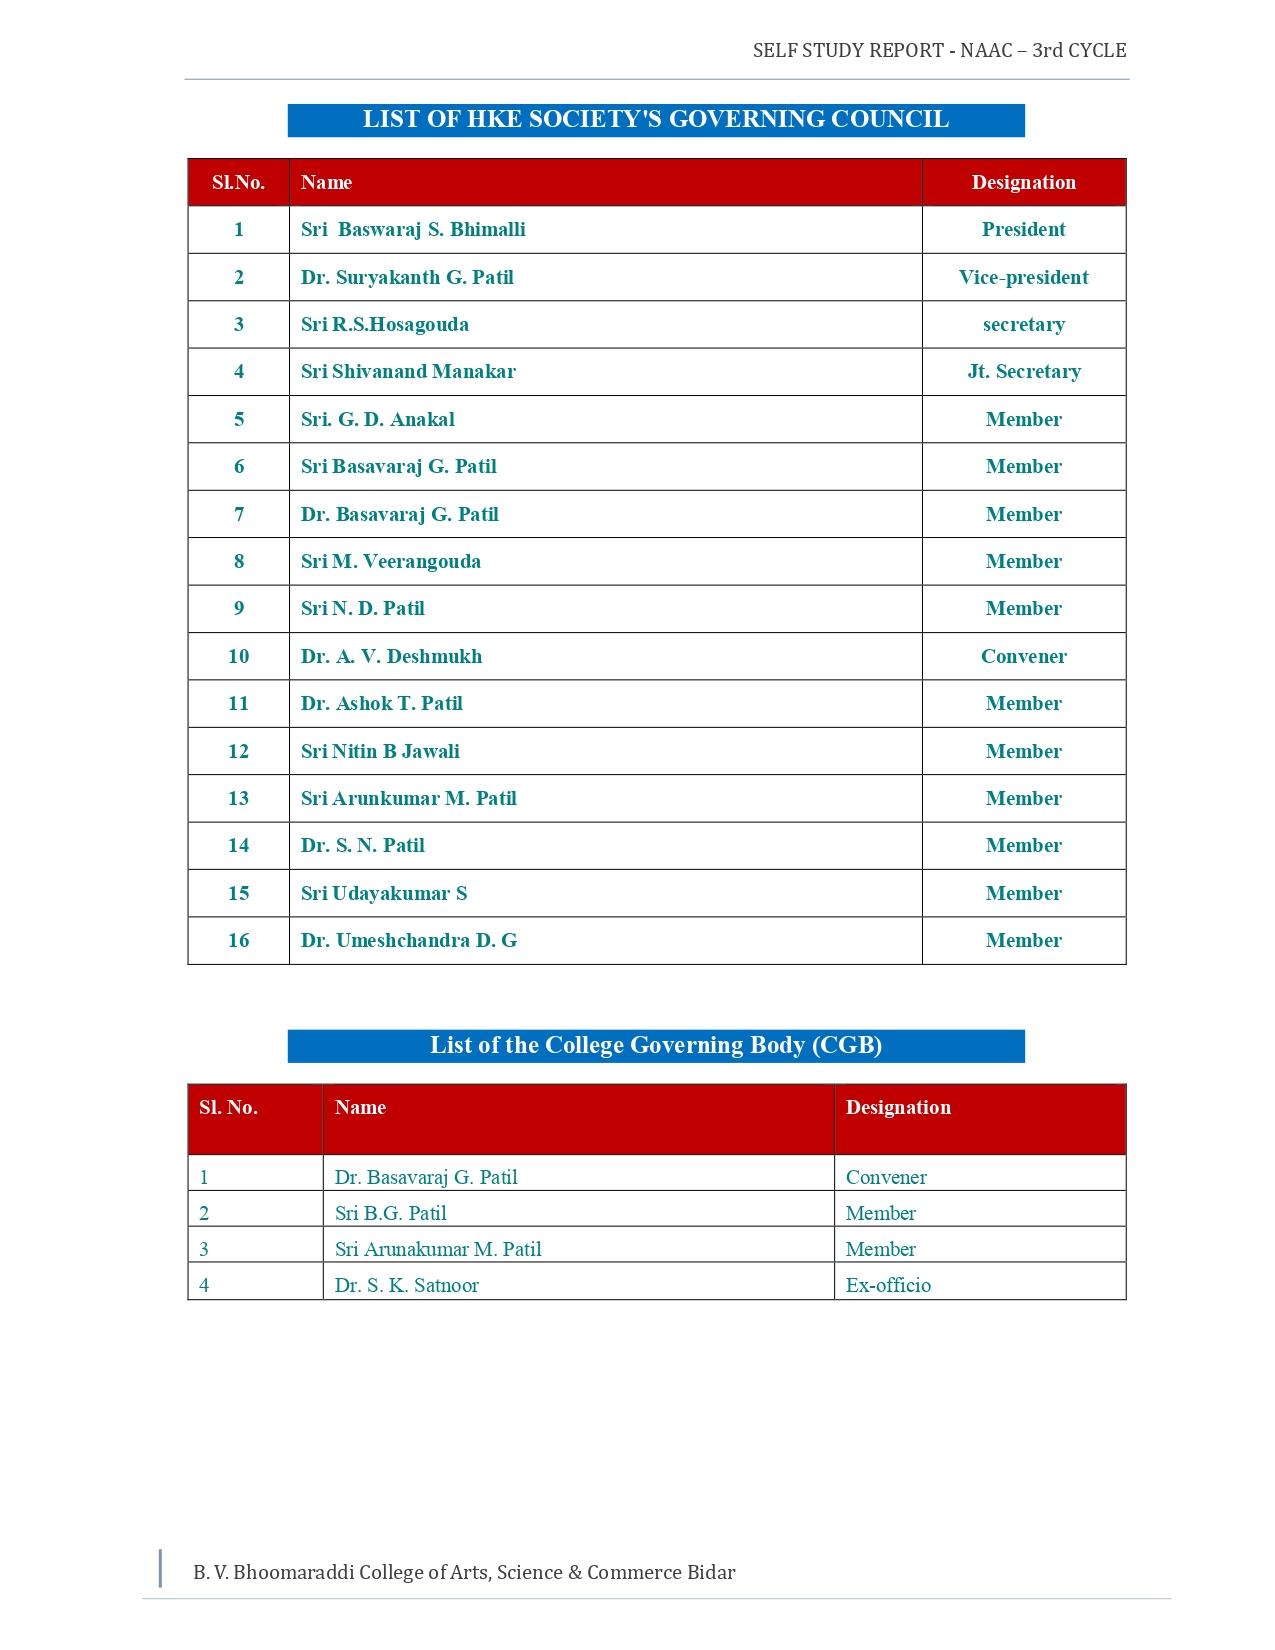 SELF STUDY REPORT - NAAC – 3rd CYCLE
LIST OF HKE SOCIETY'S GOVERNING COUNCIL
Sl.No. Name Designation
1 Sri  Baswaraj S. Bhimalli President
2 Dr. Suryakanth G. Patil Vice-president
3 Sri R.S.Hosagouda secretary
4 Sri Shivanand Manakar Jt. Secretary
5 Sri. G. D. Anakal Member
6 Sri Basavaraj G. Patil Member
7 Dr. Basavaraj G. Patil Member
8 Sri M. Veerangouda Member
9 Sri N. D. Patil Member
10 Dr. A. V. Deshmukh Convener
11 Dr. Ashok T. Patil Member
12 Sri Nitin B Jawali Member
13 Sri Arunkumar M. Patil Member
14 Dr. S. N. Patil Member
15 Sri Udayakumar S Member
16 Dr. Umeshchandra D. G Member
List of the College Governing Body (CGB)
Sl. No. Name Designation
1 Dr. Basavaraj G. Patil Convener
2 Sri B.G. Patil Member
3 Sri Arunakumar M. Patil Member
4 Dr. S. K. Satnoor Ex-officio
B. V. Bhoomaraddi College of Arts, Science & Commerce Bidar